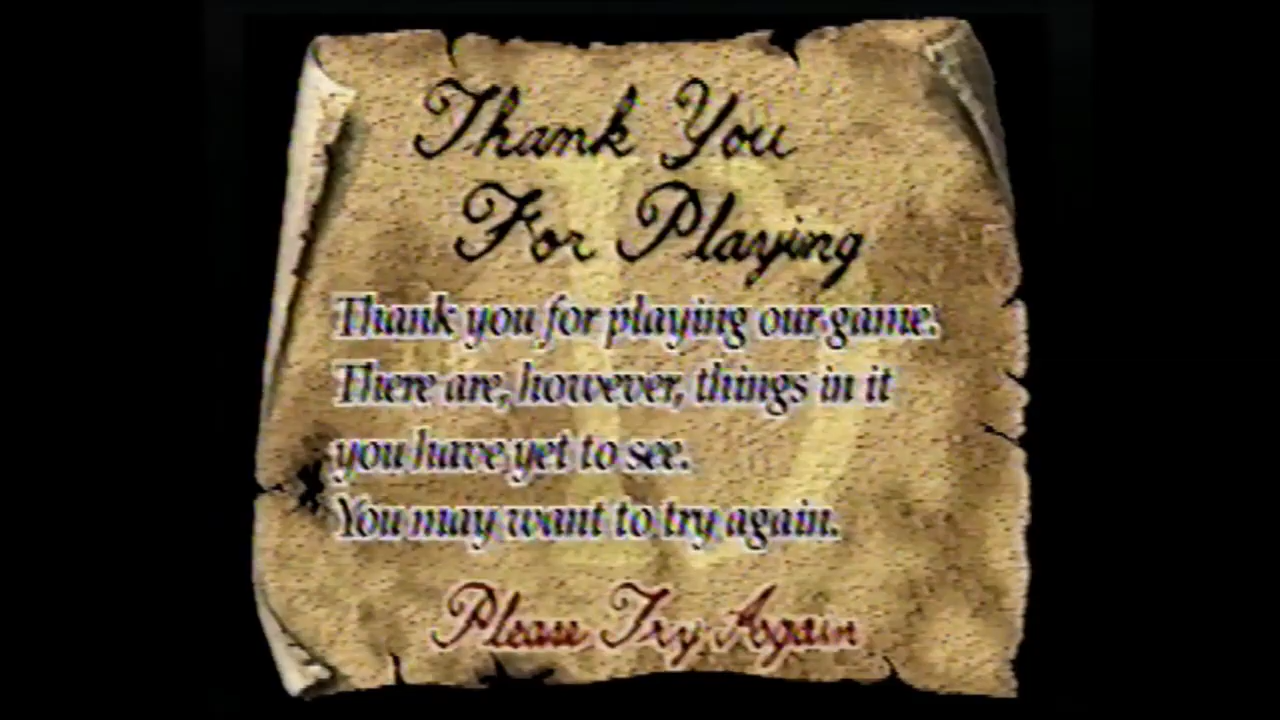 Thank You
For Playing
Thank you for playing our game.
There are, however, things in it
you have yet to see.
You may want to try again.
Please Try Again